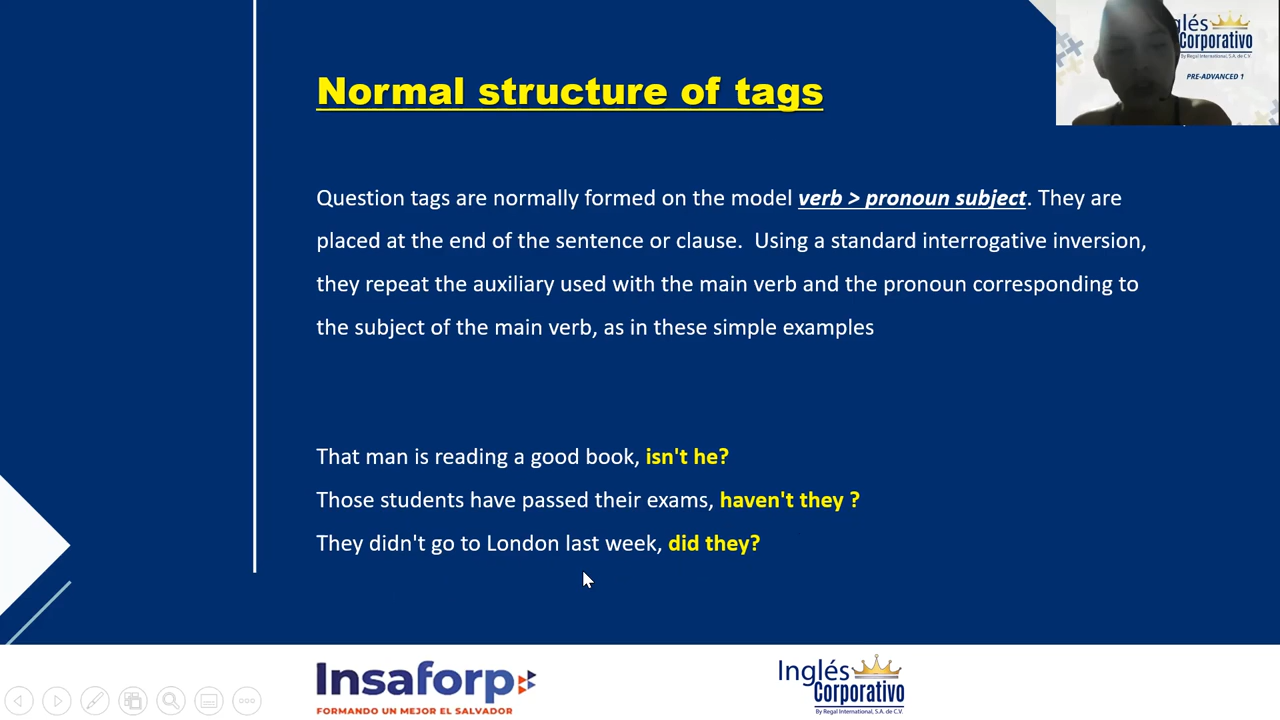 Normal structure of tags
glés
Corporativo
By Regal International, S.A. de C.V.
PRE-ADVANCED 1
Question tags are normally formed on the model verb > pronoun subject. They are
placed at the end of the sentence or clause.  Using a standard interrogative inversion,
they repeat the auxiliary used with the main verb and the pronoun corresponding to
the subject of the main verb, as in these simple examples
That man is reading a good book, isn't he?
Those students have passed their exams, haven't they ?
They didn't go to London last week, did they?
Insaforp
FORMANDO UN MEJOR EL SALVADOR
Inglés
Corporativo
By Regal International, S.A. de C.V.